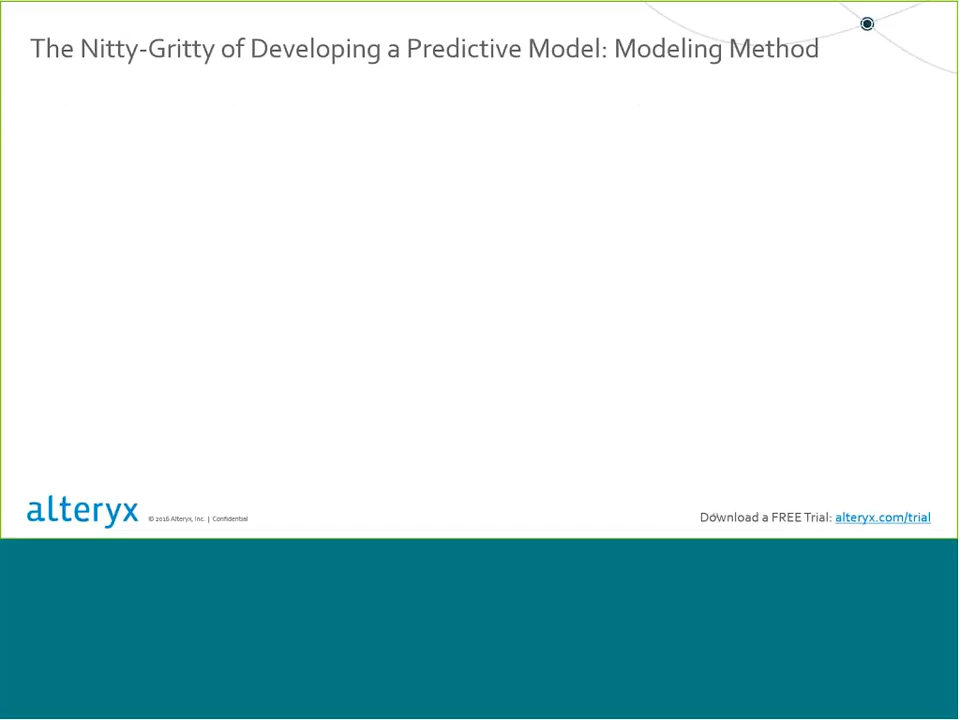 The Nitty-Gritty of Developing a Predictive Model: Modeling Method
alteryx © 2016 Alteryx, Inc. | Confidential
Download a FREE Trial: alteryx.com/trial